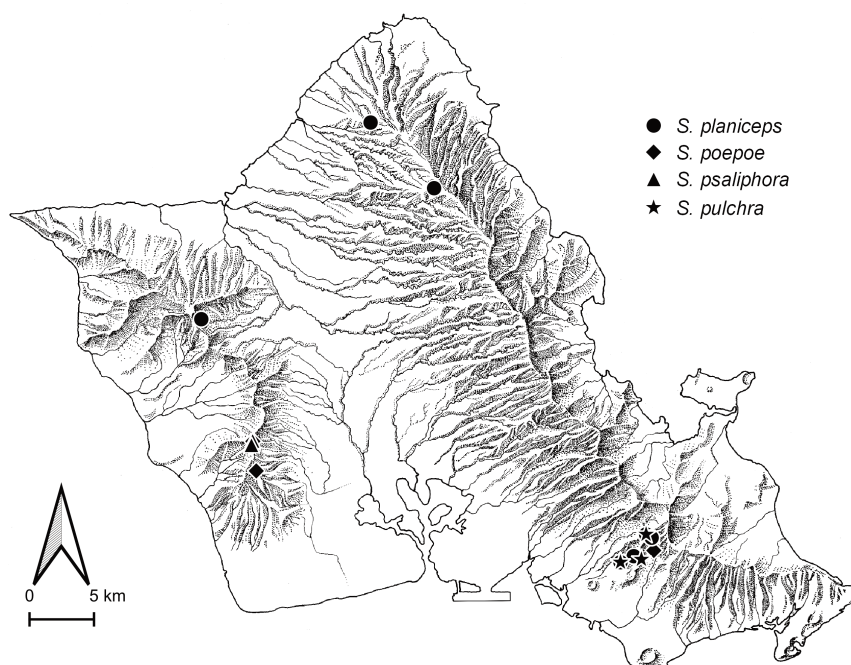 S. planiceps
S. poepoe
S. psaliphora
S. pulchra
0 5 km